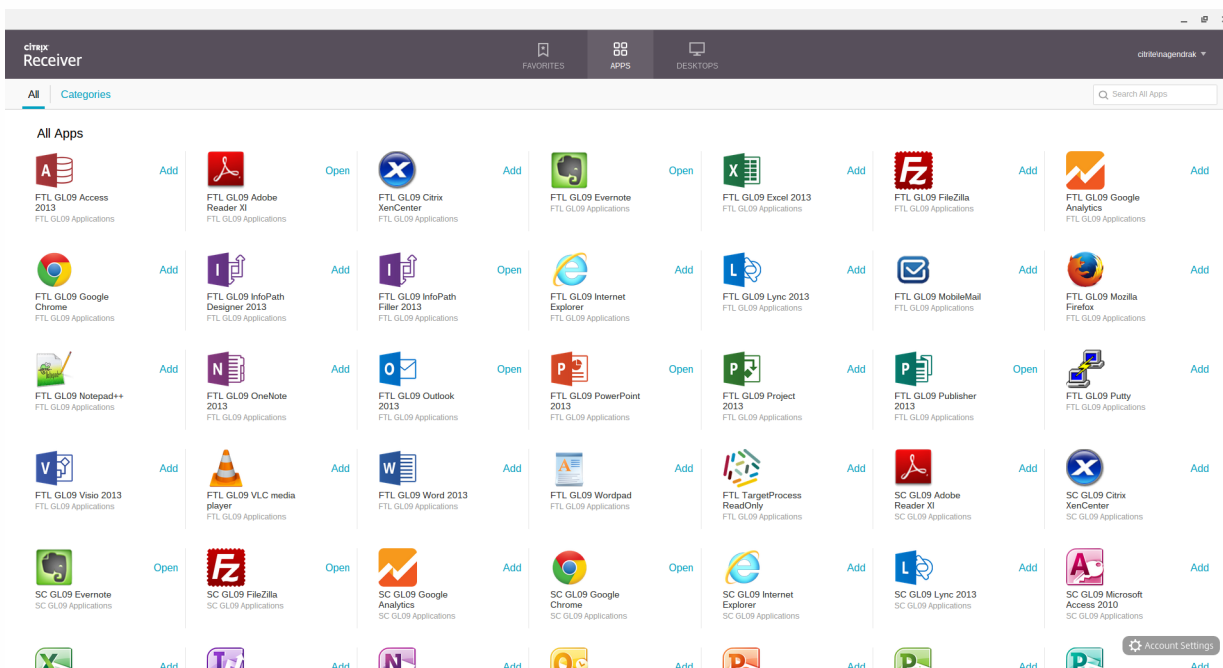 CITRIX
Receiver
FAVORITES
APPS
DESKTOPS
citrite\nagendrak
All
Categories
Search All Apps
All Apps
Add
Open
Add
Open
Add
Add
Add
FTL GL09 Access
2013
FTL GL09 Applications
FTL GL09 Adobe
Reader XI
FTL GL09 Applications
FTL GL09 Citrix
XenCenter
FTL GL09 Applications
FTL GL09 Evernote
FTL GL09 Applications
FTL GL09 Excel 2013
FTL GL09 Applications
FTL GL09 FileZilla
FTL GL09 Applications
FTL GL09 Google
Analytics
FTL GL09 Applications
Add
Add
Open
Add
Add
Add
Add
FTL GL09 Google
Chrome
FTL GL09 Applications
FTL GL09 InfoPath
Designer 2013
FTL GL09 Applications
FTL GL09 InfoPath
Filler 2013
FTL GL09 Applications
FTL GL09 Internet
Explorer
FTL GL09 Applications
FTL GL09 Lync 2013
FTL GL09 Applications
FTL GL09 MobileMail
FTL GL09 Applications
FTL GL09 Mozilla
Firefox
FTL GL09 Applications
Add
Add
Open
Open
Add
Open
Add
FTL GL09 Notepad++
FTL GL09 Applications
FTL GL09 OneNote
2013
FTL GL09 Applications
FTL GL09 Outlook
2013
FTL GL09 Applications
FTL GL09 PowerPoint
2013
FTL GL09 Applications
FTL GL09 Project
2013
FTL GL09 Applications
FTL GL09 Publisher
2013
FTL GL09 Applications
FTL GL09 Putty
FTL GL09 Applications
Add
Add
Add
Add
Add
Add
Add
FTL GL09 Visio 2013
FTL GL09 Applications
FTL GL09 VLC media
player
FTL GL09 Applications
FTL GL09 Word 2013
FTL GL09 Applications
FTL GL09 Wordpad
FTL GL09 Applications
FTL TargetProcess
ReadOnly
FTL GL09 Applications
SC GL09 Adobe
Reader XI
SC GL09 Applications
SC GL09 Citrix
XenCenter
SC GL09 Applications
Open
Open
Add
Open
Add
Add
Add
SC GL09 Evernote
SC GL09 Applications
SC GL09 FileZilla
SC GL09 Applications
SC GL09 Google
Analytics
SC GL09 Applications
SC GL09 Google
Chrome
SC GL09 Applications
SC GL09 Internet
Explorer
SC GL09 Applications
SC GL09 Lync 2013
SC GL09 Applications
SC GL09 Microsoft
Access 2010
SC GL09 Applications
Account Settings
Add
Add
Add
Add
Add
Add
Add